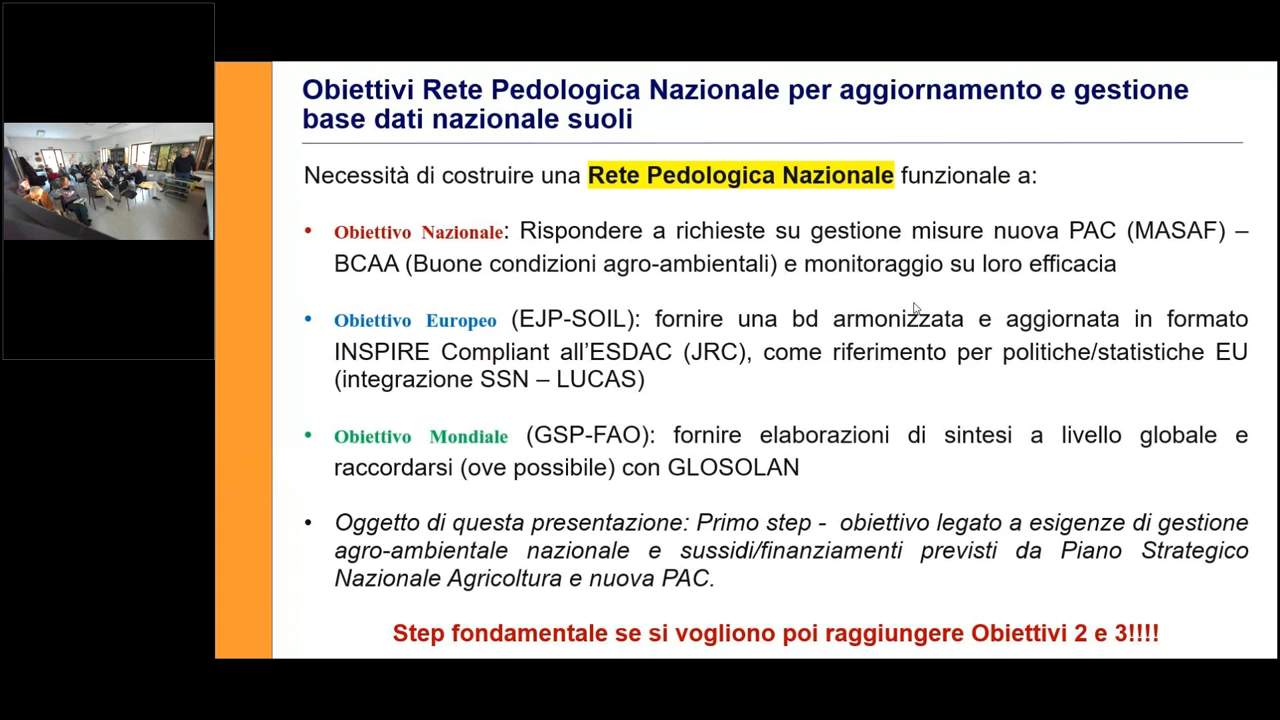 Obiettivi Rete Pedologica Nazionale per aggiornamento e gestione
base dati nazionale suoli
Necessità di costruire una Rete Pedologica Nazionale funzionale a:
• Obiettivo Nazionale: Rispondere a richieste su gestione misure nuova PAC (MASAF) –
BCAA (Buone condizioni agro-ambientali) e monitoraggio su loro efficacia
• Obiettivo Europeo (EJP-SOIL): fornire una bd armonizzata e aggiornata in formato
INSPIRE Compliant all’ESDAC (JRC), come riferimento per politiche/statistiche EU
(integrazione SSN – LUCAS)
• Obiettivo Mondiale (GSP-FAO): fornire elaborazioni di sintesi a livello globale e
raccordarsi (ove possibile) con GLOSOLAN
• Oggetto di questa presentazione: Primo step - obiettivo legato a esigenze di gestione
agro-ambientale nazionale e sussidi/finanziamenti previsti da Piano Strategico
Nazionale Agricoltura e nuova PAC.
Step fondamentale se si vogliono poi raggiungere Obiettivi 2 e 3!!!!